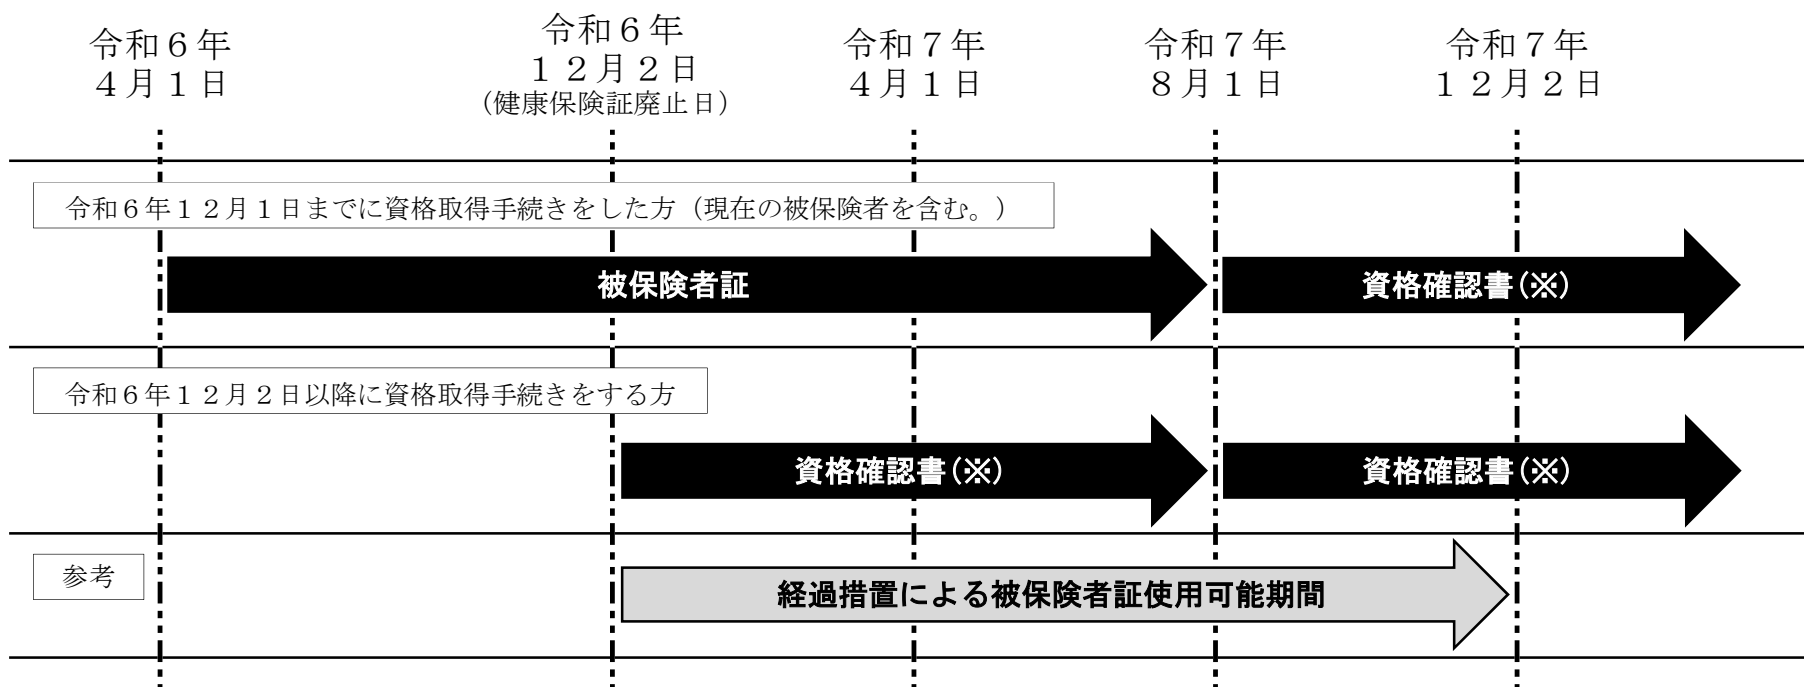 令和６年
４月１日
令和６年
１２月２日
（健康保険証廃止日）
令和７年
４月１日
令和７年
８月１日
令和７年
１２月２日
令和６年１２月１日までに資格取得手続きをした方（現在の被保険者を含む。）
被保険者証
資格確認書(※)
令和６年１２月２日以降に資格取得手続きをする方
資格確認書(※)
資格確認書(※)
参考
経過措置による被保険者証使用可能期間